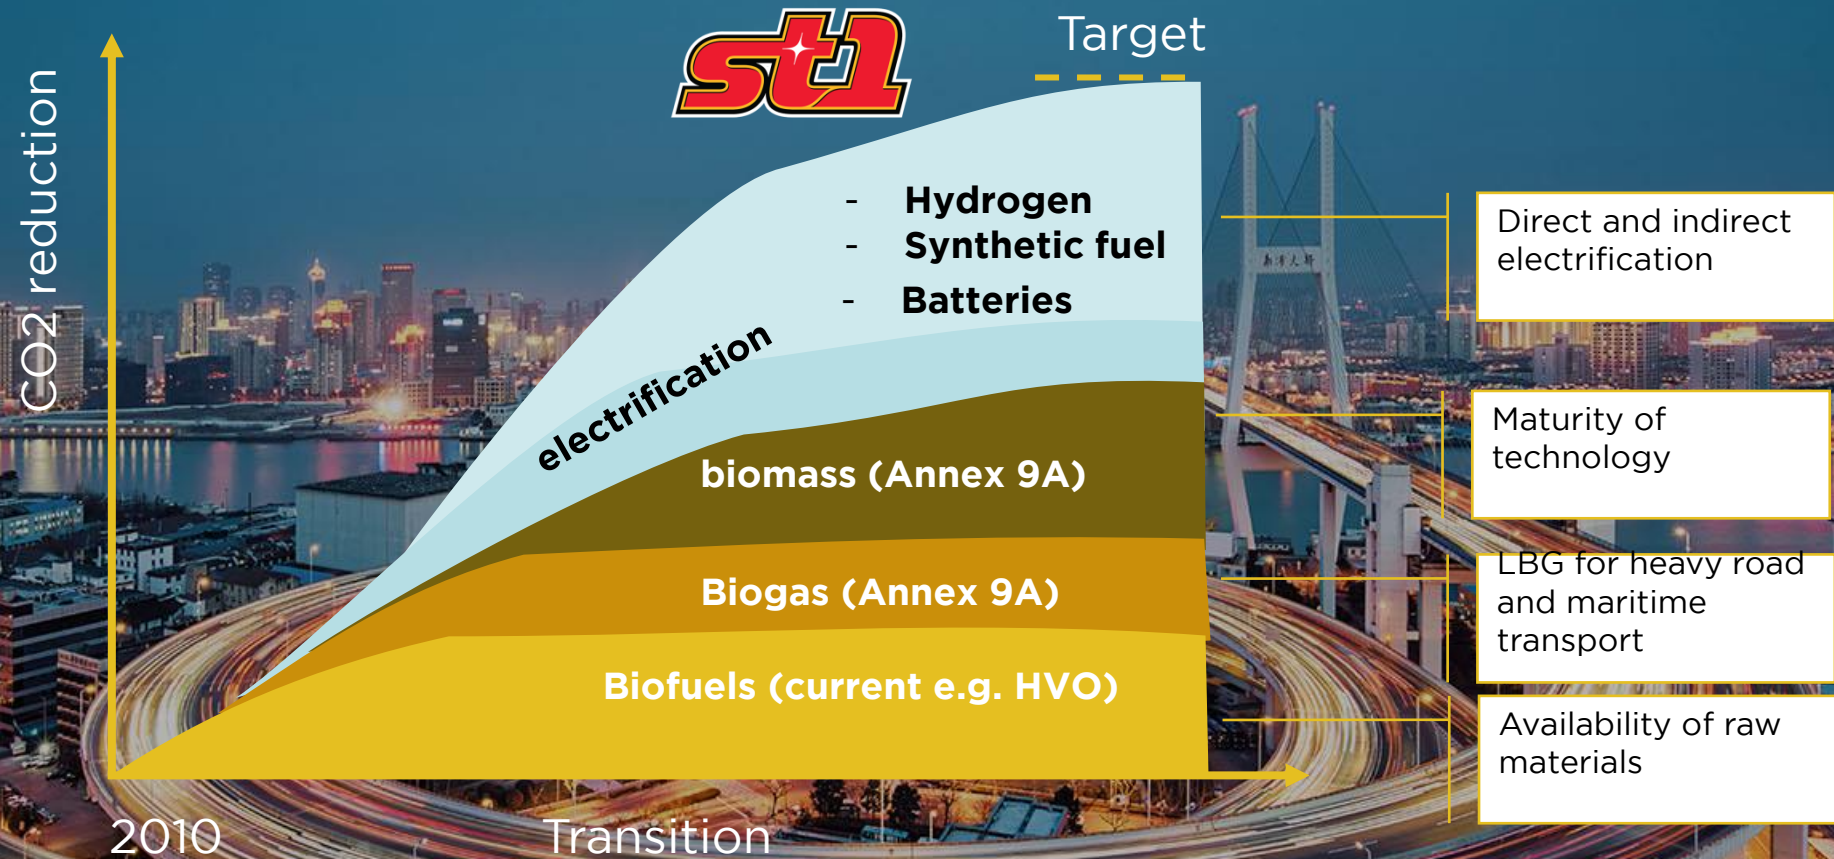 st1
Target
CO2 reduction
- Hydrogen
- Synthetic fuel
- Batteries
electrification
biomass (Annex 9A)
Biogas (Annex 9A)
Biofuels (current e.g. HVO)
Direct and indirect
electrification
Maturity of
technology
LBG for heavy road
and maritime
transport
Availability of raw
materials
2010
Transition